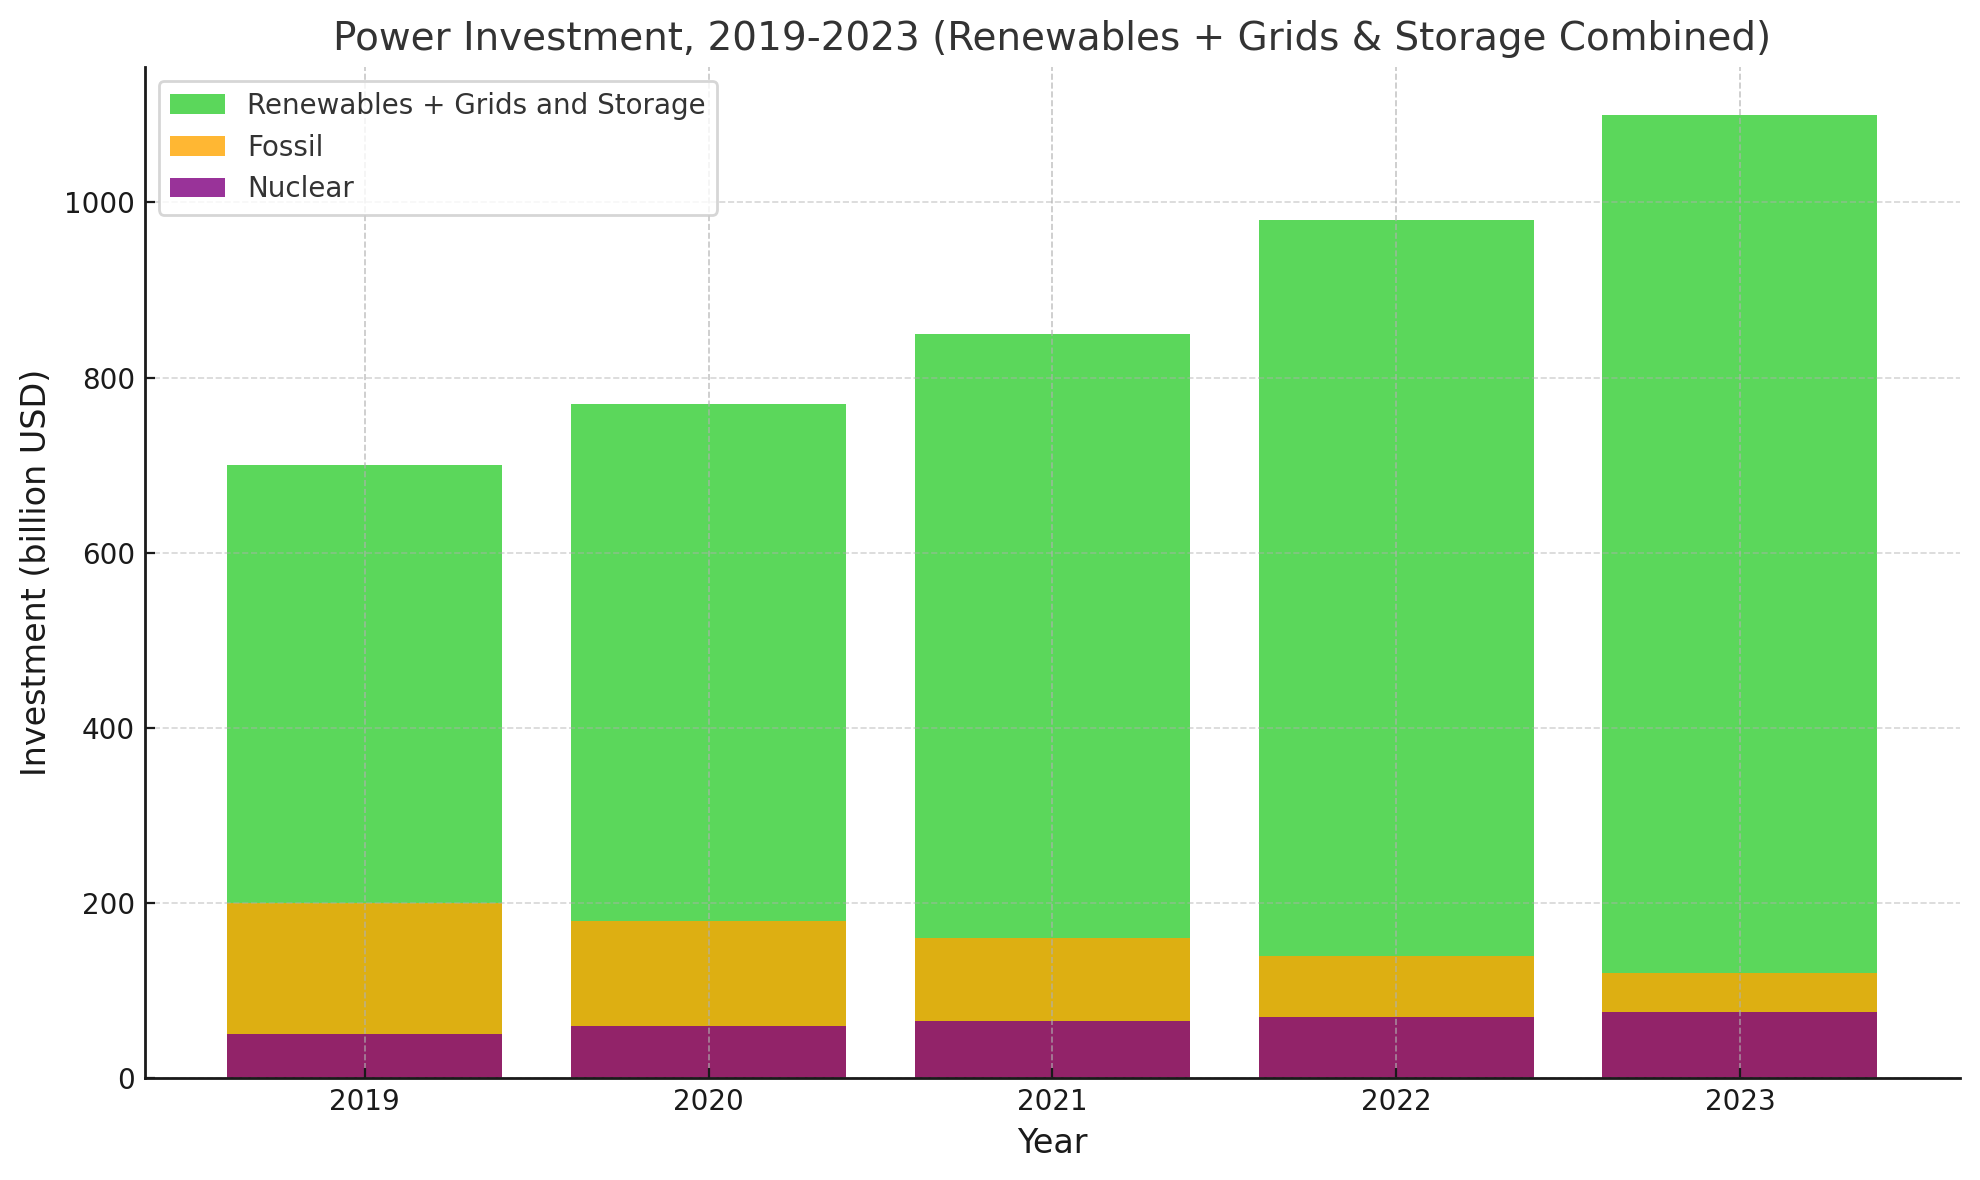 Power Investment, 2019-2023 (Renewables + Grids & Storage Combined)
Renewables + Grids and Storage
Fossil
Nuclear
Investment (billion USD)
1000
800
600
400
200
0
2019 2020 2021 2022 2023
Year